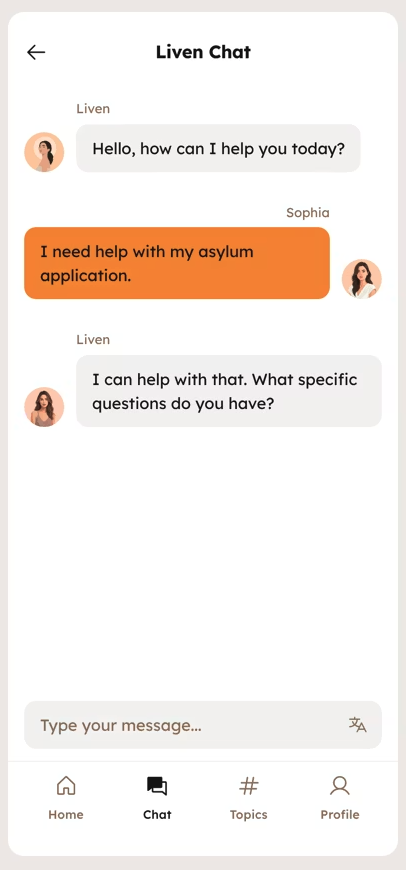 Liven Chat
Liven
Hello, how can I help you today?
Sophia
I need help with my asylum
application.
Liven
I can help with that. What specific
questions do you have?
Type your message...
Home
Chat
Topics
Profile